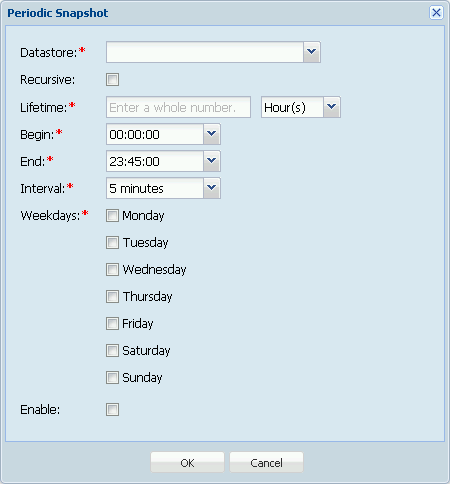 Periodic Snapshot
Datastore:*
Recursive:
Lifetime:* Enter a whole number. Hour(s)
Begin:* 00:00:00
End:* 23:45:00
Interval:* 5 minutes
Weekdays:* Monday
Tuesday
Wednesday
Thursday
Friday
Saturday
Sunday
Enable:
OK Cancel